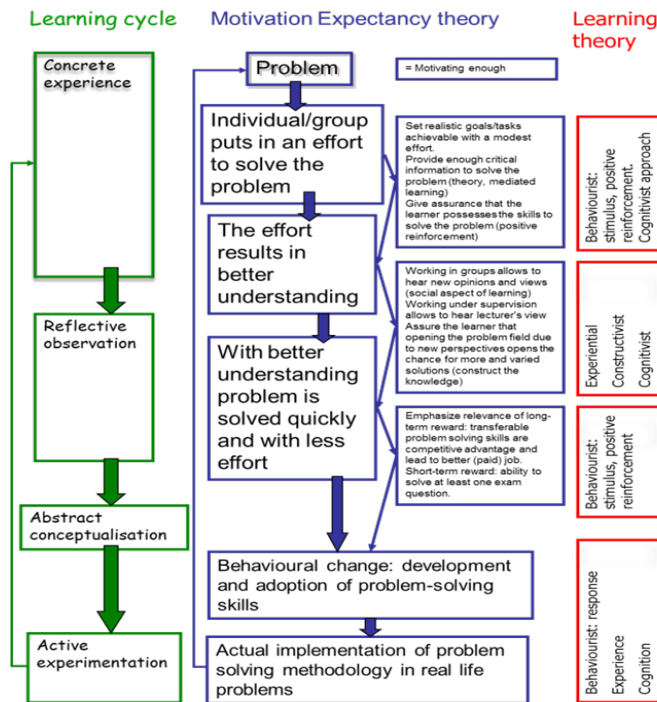 Learning cycle
Motivation Expectancy theory
Learning
theory
Concrete
experience
Reflective
observation
Abstract
conceptualisation
Active
experimentation
Problem
Individual/group
puts in an effort
to solve the
problem
The effort
results in
better
understanding
With better
understanding
problem is
solved quickly
and with less
effort
Behavioural change: development
and adoption of problem-solving
skills
Actual implementation of problem
solving methodology in real life
problems
= Motivating enough
Set realistic goals/tasks
achievable with a modest
effort.
Provide enough critical
information to solve the
problem (theory, mediated
learning)
Give assurance that the
learner possesses the skills to
solve the problem (positive
reinforcement)
Working in groups allows to
hear new opinions and views
(social aspect of learning)
Working under supervision
allows to hear lecturer's view
Assure the learner that
opening the problem field due
to new perspectives opens the
chance for more and varied
solutions (construct the
knowledge)
Emphasize relevance of long-
term reward: transferable
problem solving skills are
competitive advantage and
lead to better (paid) job.
Short-term reward: ability to
solve at least one exam
question.
Behaviourist:
stimulus, positive
reinforcement.
Cognitivist approach
Experiential
Constructivist
Cognitivist
Behaviourist:
stimulus, positive
reinforcement
Behaviourist: response
Experience
Cognition